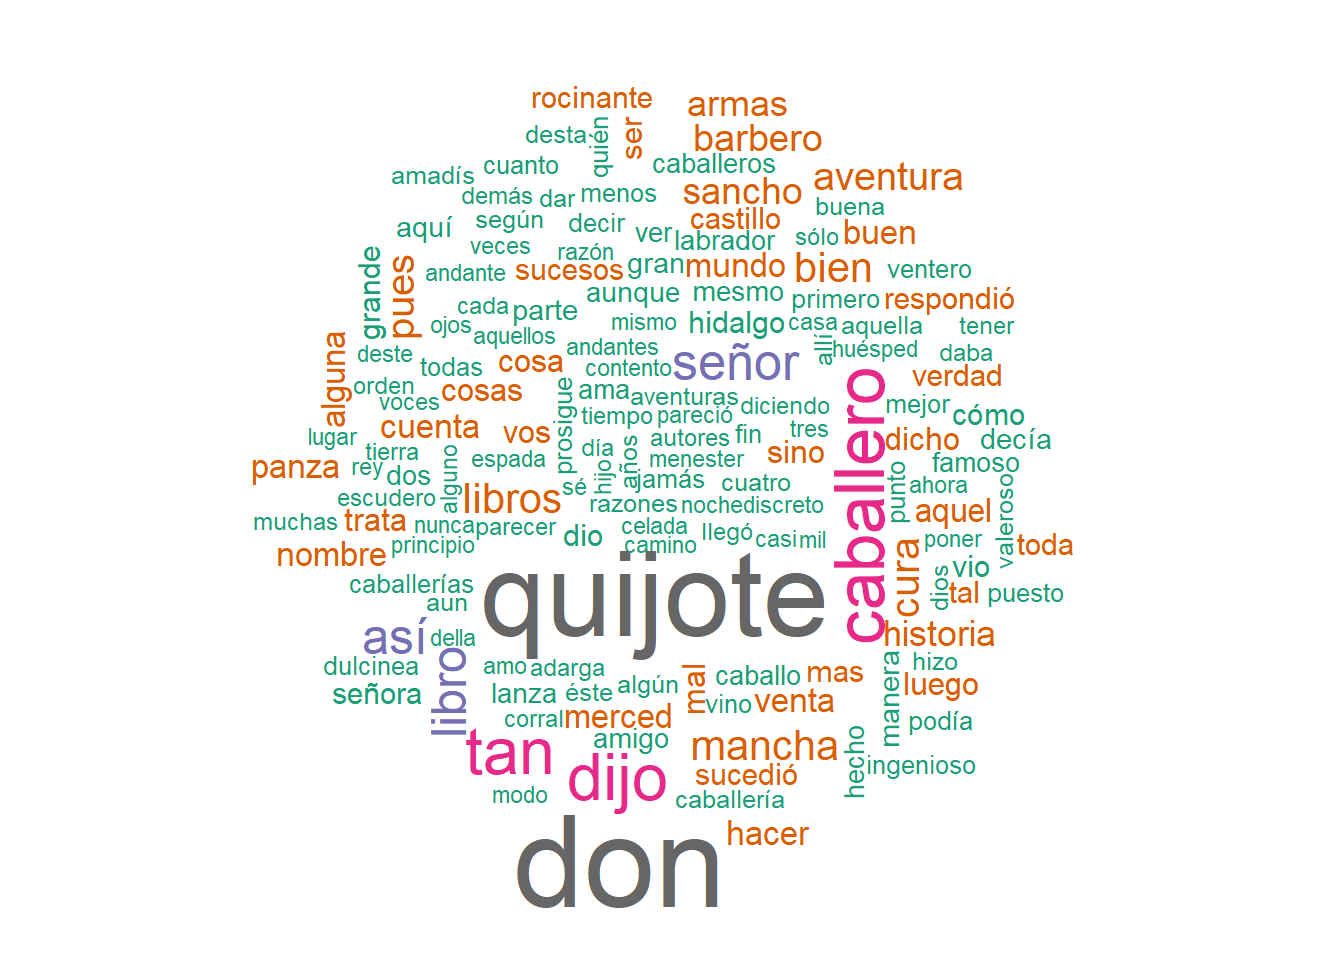 rocinante
armas
desta
quién
ser
barbero
amadís
cuanto
caballeros
aventura
demás
dar
menos
sancho
buena
aquí
según
decir
castillo
buen
veces
razón
ver
labrador
sólo
grande
pues
andante
sucesos
gran
mundo
bien
ventero
cada
parte
aunque
mesmo
primero
respondió
ojos
aquellos
mismo
hidalgo
casa
aquella
tener
alguna
deste
todas
cosa
andantes
contento
señor
allí
huésped
daba
orden
voces
cosas
ama
aventuras
caballero
verdad
lugar
cuenta
vos
prosigue
tiempo
pareció
diciendo
mejor
cómo
tierra
día
autores
fin
tres
dicho
decía
panza
rey
dos
alguno
espada
hijo
años
menester
sino
famoso
escudero
libros
sé
jamás
cuatro
punto
ahora
muchas
trata
nunca
parecer
razones
noche
discreto
aquel
valeroso
nombre
principio
dio
celada
camino
llegó
casi
mil
cura
poner
toda
caballerías
quijote
dios
vio
tal
puesto
aun
así
della
historia
dulcinea
libro
amo
adarga
mal
caballo
mas
manera
hizo
señora
lanza
éste
algún
vino
venta
luego
corral
merced
podía
tan
amigo
mancha
hecho
dijo
sucedió
ingenioso
modo
caballería
don
hacer